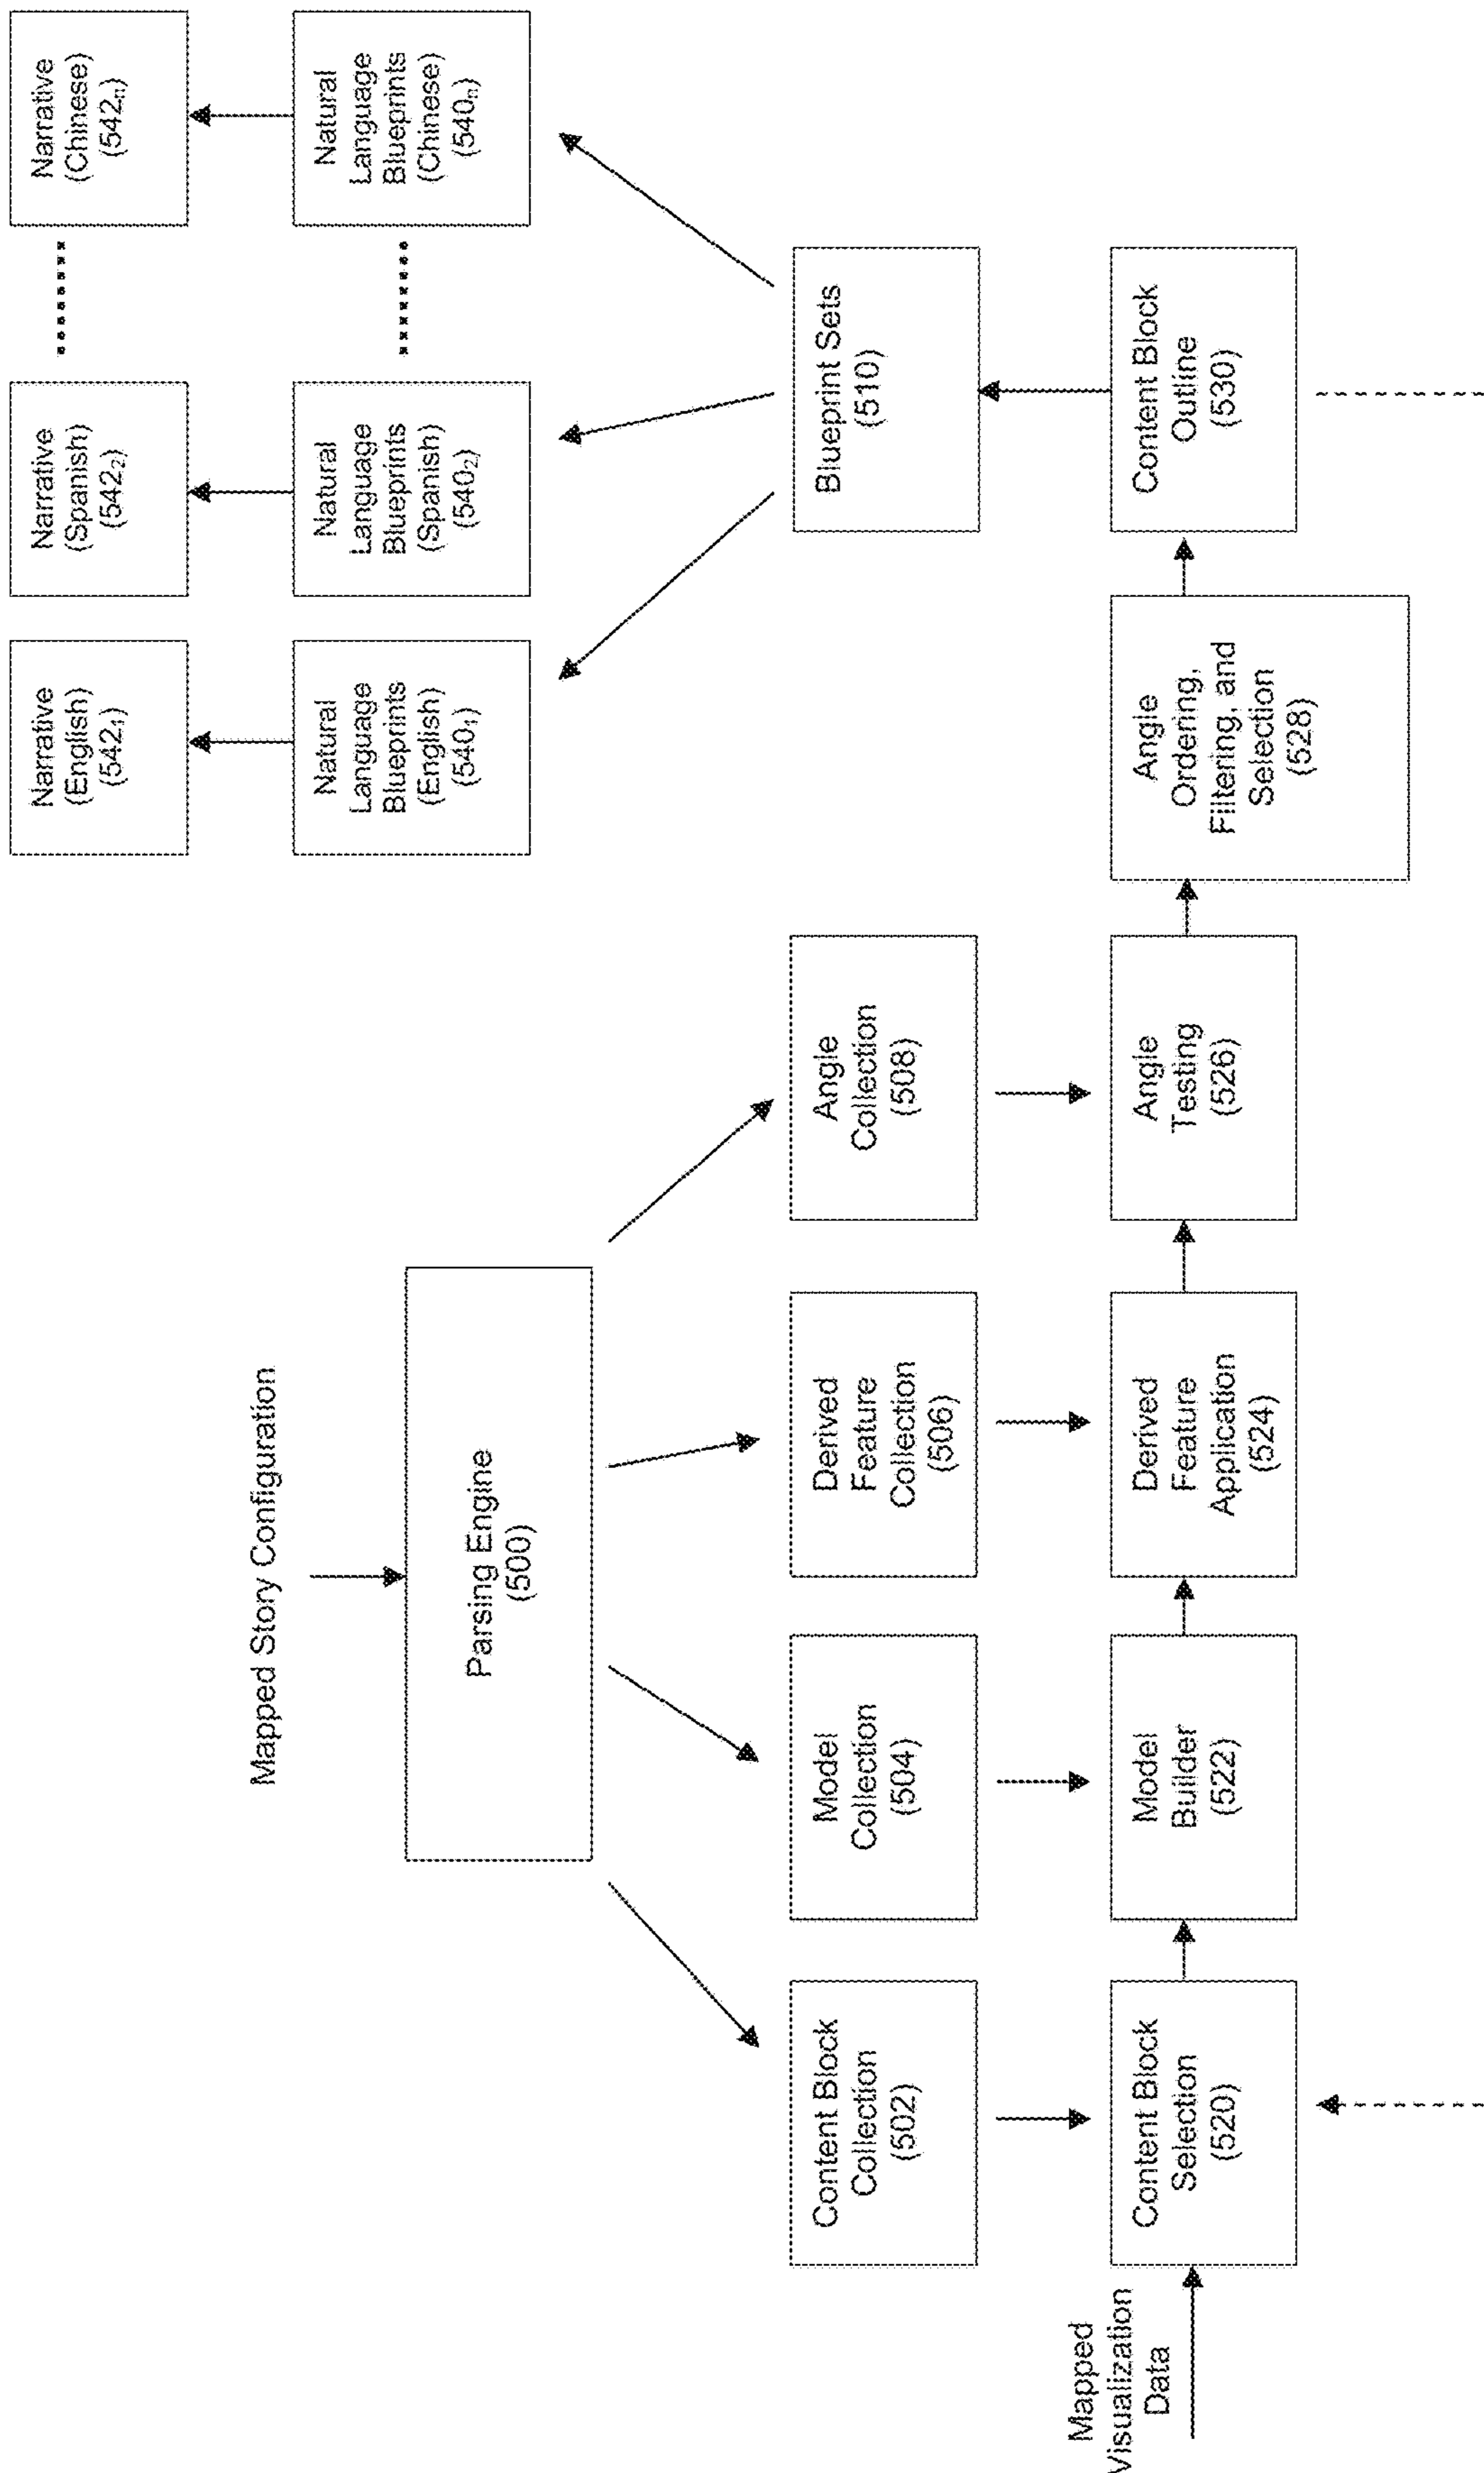 Mapped Story Configuration
Parsing Engine
(500)
Content Block
Collection
(502)
Model
Collection
(504)
Derived
Feature
Collection
(506)
Angle
Collection
(508)
Mapped
Visualization
Data
Content Block
Selection
(520)
Model
Builder
(522)
Derived
Feature
Application
(524)
Angle
Testing
(526)
Angle
Ordering,
Filtering, and
Selection
(528)
Content Block
Outline
(530)
Blueprint Sets
(510)
Natural
Language
Blueprints
(English)
(540₁)
Natural
Language
Blueprints
(Spanish)
(540₂)
Natural
Language
Blueprints
(Chinese)
(540ₙ)
Narrative
(English)
(542₁)
Narrative
(Spanish)
(542₂)
Narrative
(Chinese)
(542ₙ)